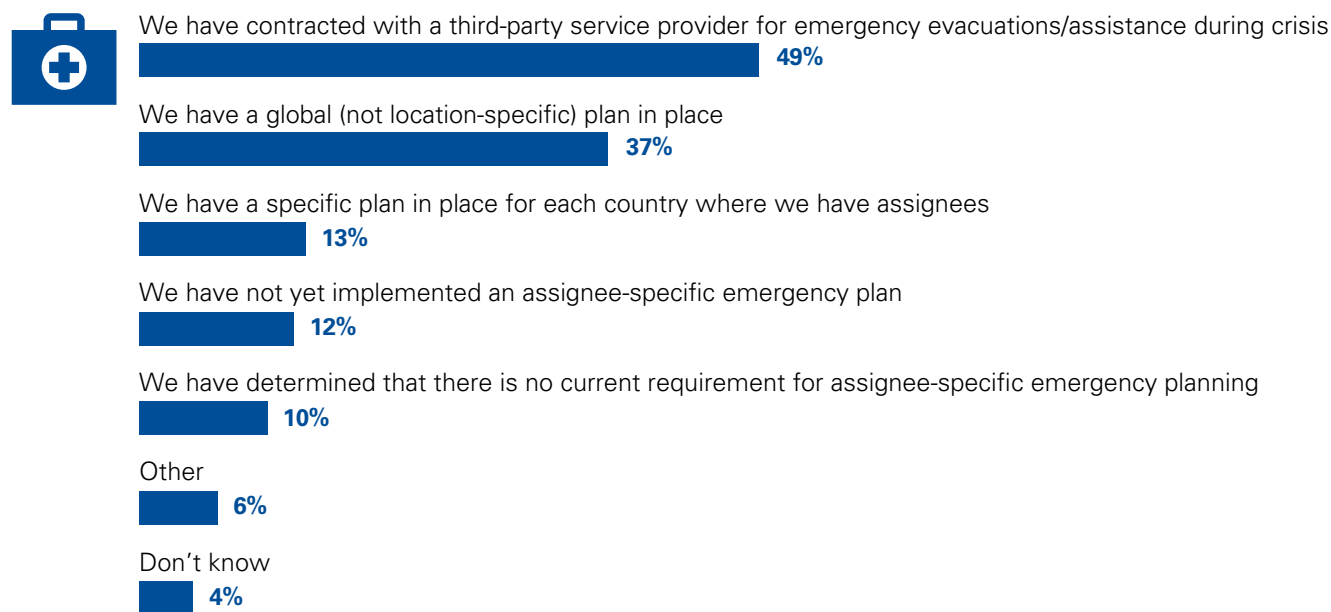 We have contracted with a third-party service provider for emergency evacuations/assistance during crisis
49%
We have a global (not location-specific) plan in place
37%
We have a specific plan in place for each country where we have assignees
13%
We have not yet implemented an assignee-specific emergency plan
12%
We have determined that there is no current requirement for assignee-specific emergency planning
10%
Other
6%
Don’t know
4%